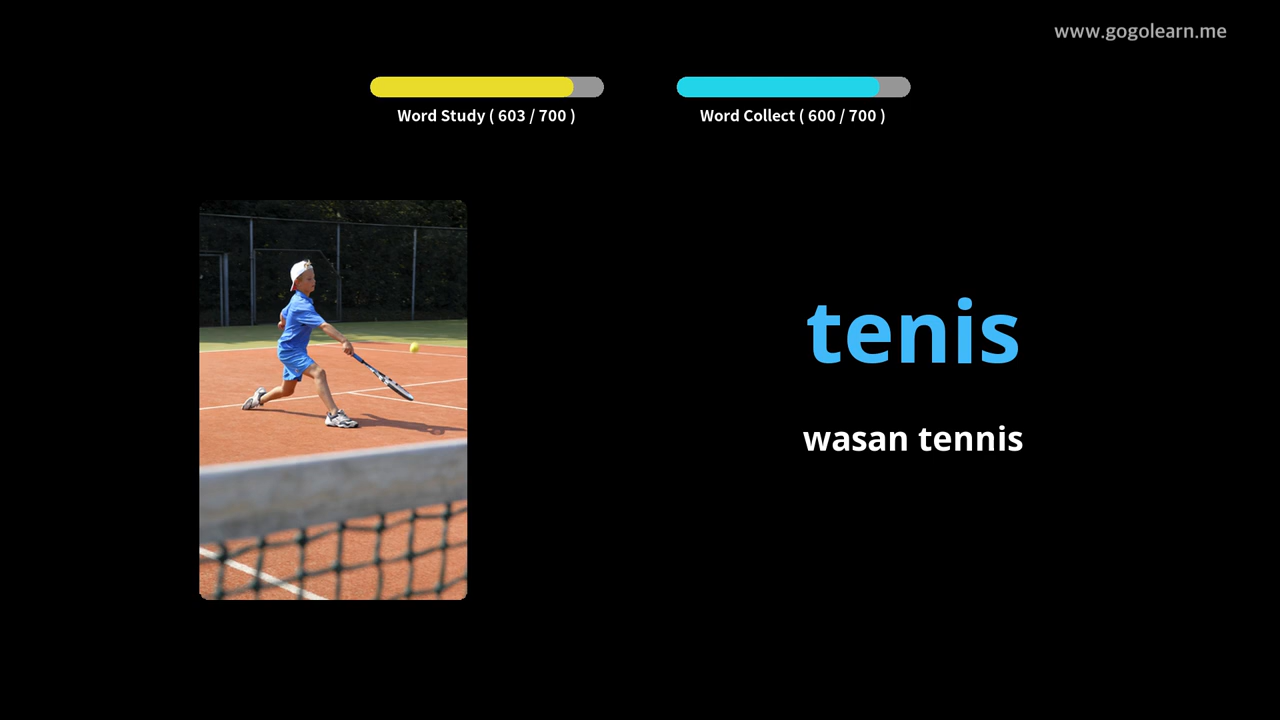 www.gogolearn.me
Word Study ( 603 / 700 )
Word Collect ( 600 / 700 )
tenis
wasan tennis